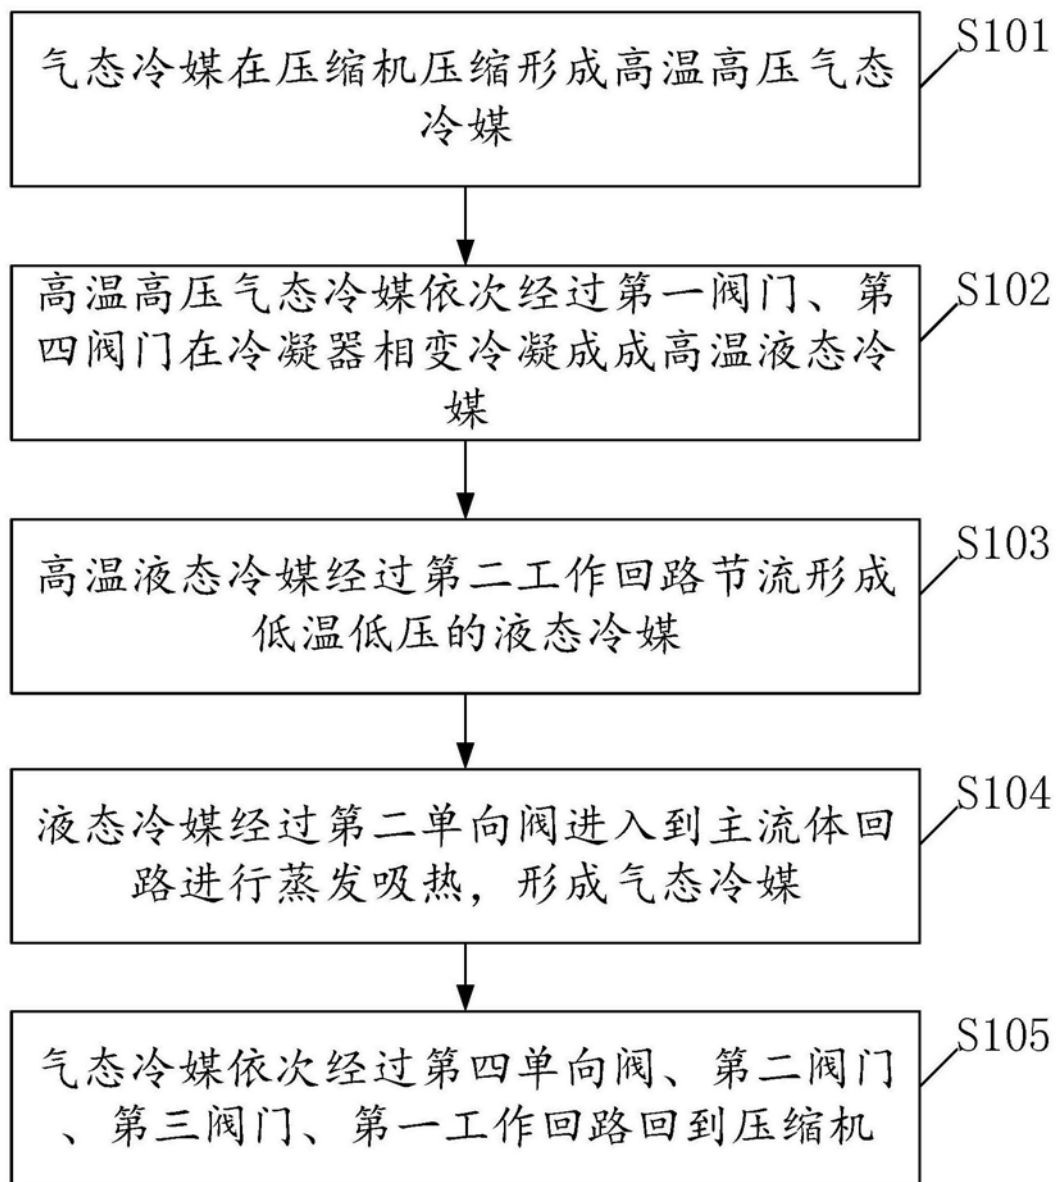 S101
气态冷媒在压缩机压缩形成高温高压气态
冷媒
S102
高温高压气态冷媒依次经过第一阀门、第
四阀门在冷凝器相变冷凝成成高温液态冷
媒
S103
高温液态冷媒经过第二工作回路节流形成
低温低压的液态冷媒
S104
液态冷媒经过第二单向阀进入到主流体回
路进行蒸发吸热，形成气态冷媒
S105
气态冷媒依次经过第四单向阀、第二阀门
、第三阀门、第一工作回路回到压缩机